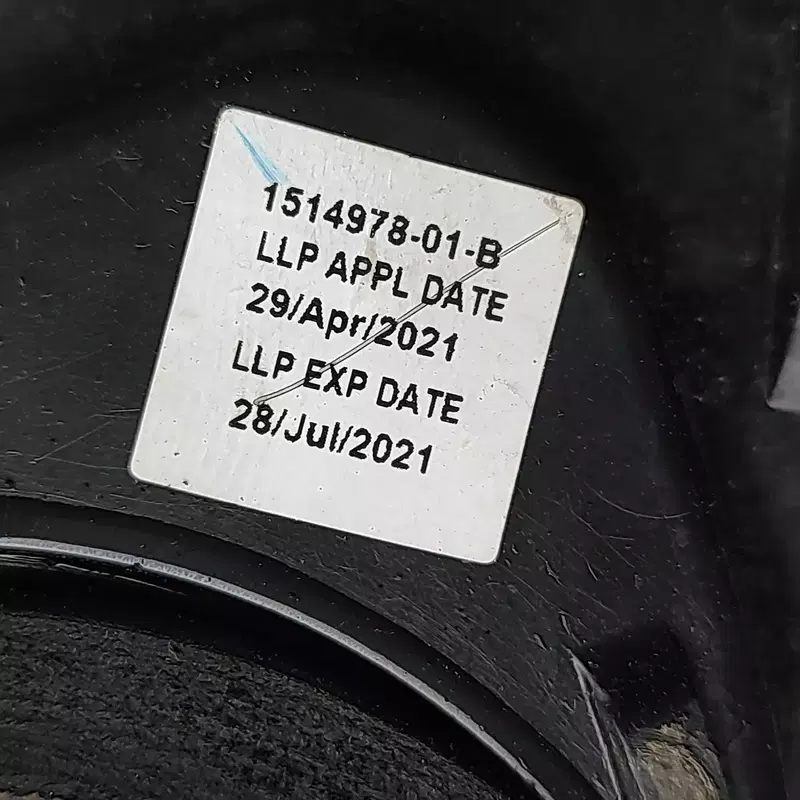 1514978-01-B
LLP APPL DATE
29/Apr/2021
LLP EXP DATE
28/Jul/2021